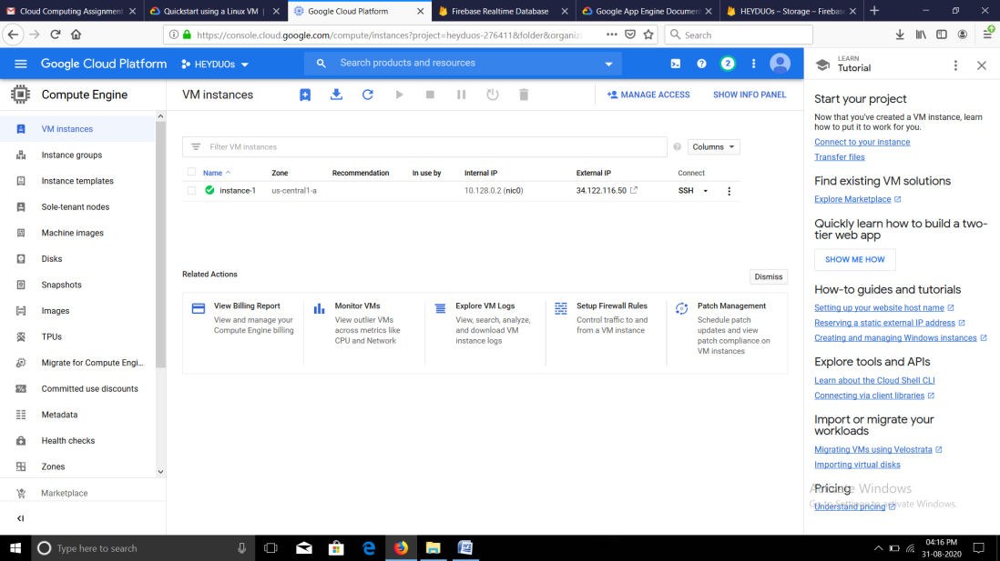 Cloud Computing Assignment
Quickstart using a Linux VM |
Google Cloud Platform
Firebase Realtime Database
Google App Engine Document
HEYDUOs – Storage – Firebase
https://console.cloud.google.com/compute/instances?project=heyduos-276411&folder&organiz
Search
Google Cloud Platform
HEYDUOs
Search products and resources
2
LEARN
Tutorial
Compute Engine
VM instances
MANAGE ACCESS
SHOW INFO PANEL
VM instances
Instance groups
Instance templates
Sole-tenant nodes
Machine images
Disks
Snapshots
Images
TPUs
Migrate for Compute Engi...
Committed use discounts
Metadata
Health checks
Zones
Marketplace
Filter VM instances
Columns
Name Zone Recommendation In use by Internal IP External IP Connect
instance-1 us-central1-a 10.128.0.2 (nic0) 34.122.116.50 SSH
Related Actions
Dismiss
View Billing Report
View and manage your
Compute Engine billing
Monitor VMs
View outlier VMs
across metrics like
CPU and Network
Explore VM Logs
View, search, analyze,
and download VM
instance logs
Setup Firewall Rules
Control traffic to and
from a VM instance
Patch Management
Schedule patch
updates and view
patch compliance on
VM instances
Start your project
Now that you've created a VM instance, learn
how to put it to work for you.
Connect to your instance
Transfer files
Find existing VM solutions
Explore Marketplace
Quickly learn how to build a two-
tier web app
SHOW ME HOW
How-to guides and tutorials
Setting up your website host name
Reserving a static external IP address
Creating and managing Windows instances
Explore tools and APIs
Learn about the Cloud Shell CLI
Connecting via client libraries
Import or migrate your
workloads
Migrating VMs using Velostrata
Importing virtual disks
Pricing
Understand pricing
Activate Windows
Go to Settings to activate Windows.
Type here to search
04:16 PM
31-08-2020